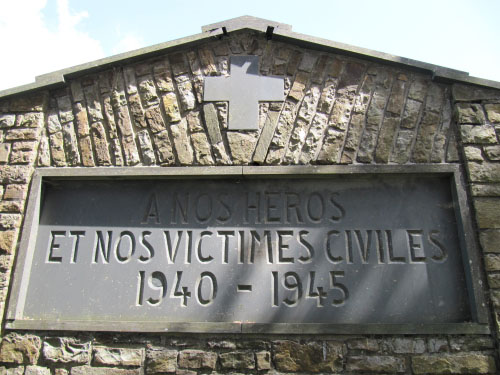 A NOS HEROS
ET NOS VICTIMES CIVILES
1940 - 1945